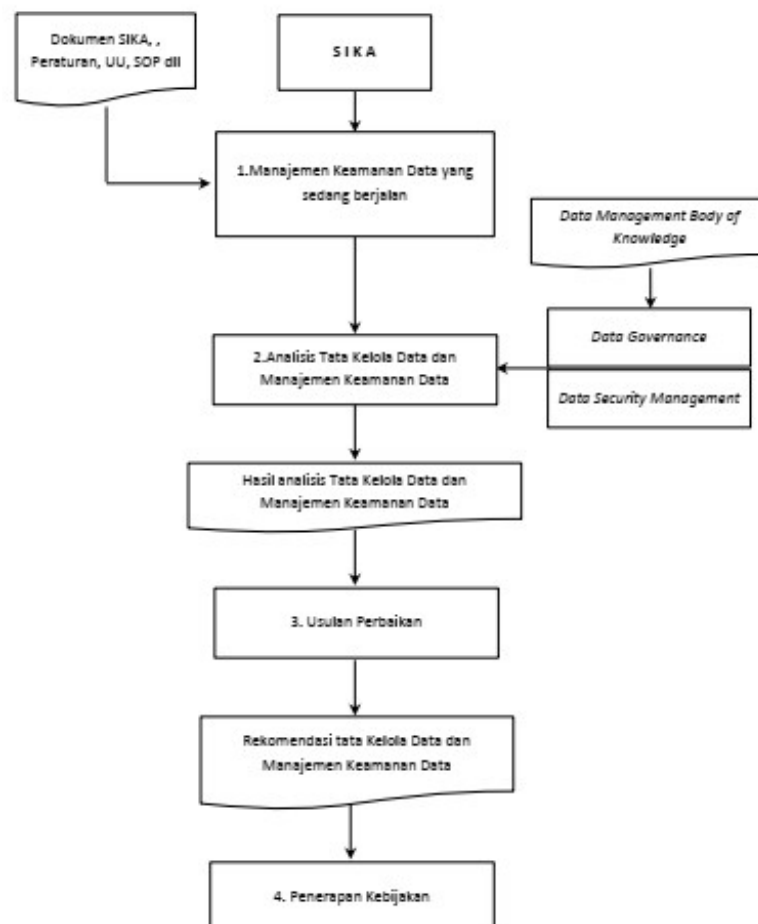 Dokumen SIKA, ,
Peraturan, UU, SOP dll
S I K A
1.Manajemen Keamanan Data yang
sedang berjalan
Data Management Body of
Knowledge
Data Governance
2.Analisis Tata Kelola Data dan
Manajemen Keamanan Data
Data Security Management
Hasil analisis Tata Kelola Data dan
Manajemen Keamanan Data
3. Usulan Perbaikan
Rekomendasi tata Kelola Data dan
Manajemen Keamanan Data
4. Penerapan Kebijakan